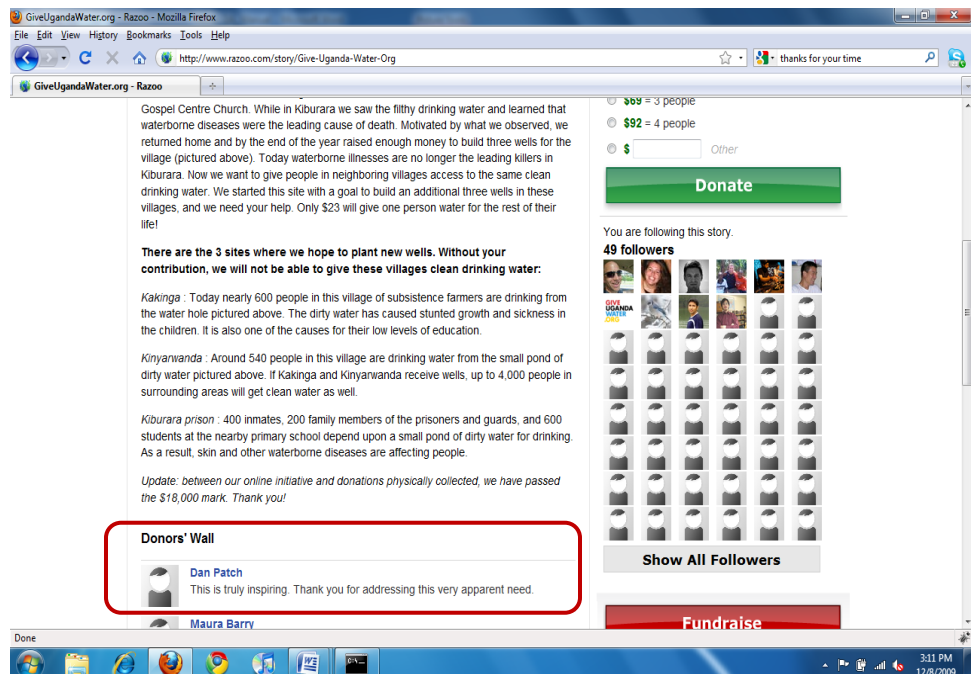 GiveUgandaWater.org - Razoo - Mozilla Firefox
File Edit View History Bookmarks Tools Help
http://www.razoo.com/story/Give-Uganda-Water-Org
thanks for your time
GiveUgandaWater.org - Razoo
Gospel Centre Church. While in Kiburara we saw the filthy drinking water and learned that
waterborne diseases were the leading cause of death. Motivated by what we observed, we
returned home and by the end of the year raised enough money to build three wells for the
village (pictured above). Today waterborne illnesses are no longer the leading killers in
Kiburara. Now we want to give people in neighboring villages access to the same clean
drinking water. We started this site with a goal to build an additional three wells in these
villages, and we need your help. Only $23 will give one person water for the rest of their
life!
There are the 3 sites where we hope to plant new wells. Without your
contribution, we will not be able to give these villages clean drinking water:
Kakinga : Today nearly 600 people in this village of subsistence farmers are drinking from
the water hole pictured above. The dirty water has caused stunted growth and sickness in
the children. It is also one of the causes for their low levels of education.
Kinyarwanda : Around 540 people in this village are drinking water from the small pond of
dirty water pictured above. If Kakinga and Kinyarwanda receive wells, up to 4,000 people in
surrounding areas will get clean water as well.
Kiburara prison : 400 inmates, 200 family members of the prisoners and guards, and 600
students at the nearby primary school depend upon a small pond of dirty water for drinking.
As a result, skin and other waterborne diseases are affecting people.
Update: between our online initiative and donations physically collected, we have passed
the $18,000 mark. Thank you!
Donors' Wall
Dan Patch
This is truly inspiring. Thank you for addressing this very apparent need.
Maura Barry
$69 = 3 people
$92 = 4 people
$ Other
Donate
You are following this story.
49 followers
GIVE
UGANDA
WATER
.ORG
Show All Followers
Fundraise
Done
3:11 PM
12/8/2009